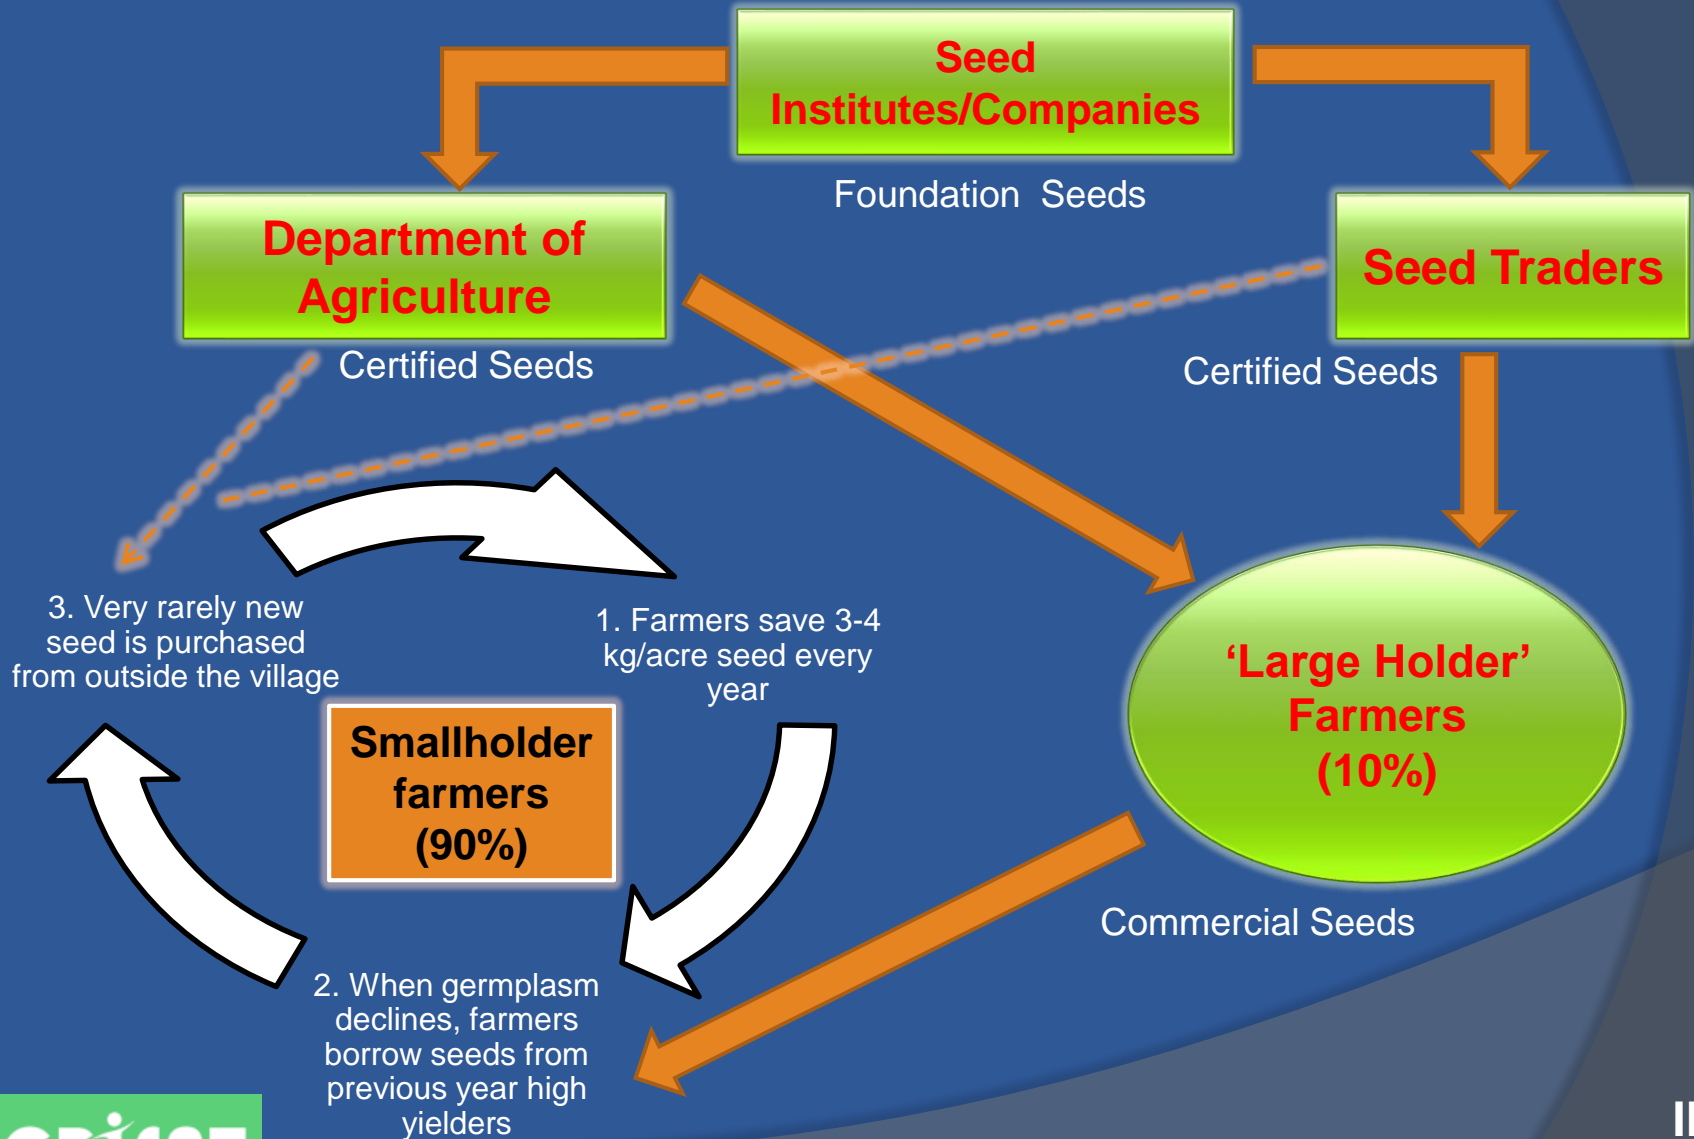 Seed
Institutes/Companies
Foundation Seeds
Department of
Agriculture
Certified Seeds
Seed Traders
Certified Seeds
3. Very rarely new
seed is purchased
from outside the village
1. Farmers save 3-4
kg/acre seed every
year
Smallholder
farmers
(90%)
‘Large Holder’
Farmers
(10%)
Commercial Seeds
2. When germplasm
declines, farmers
borrow seeds from
previous year high
yielders